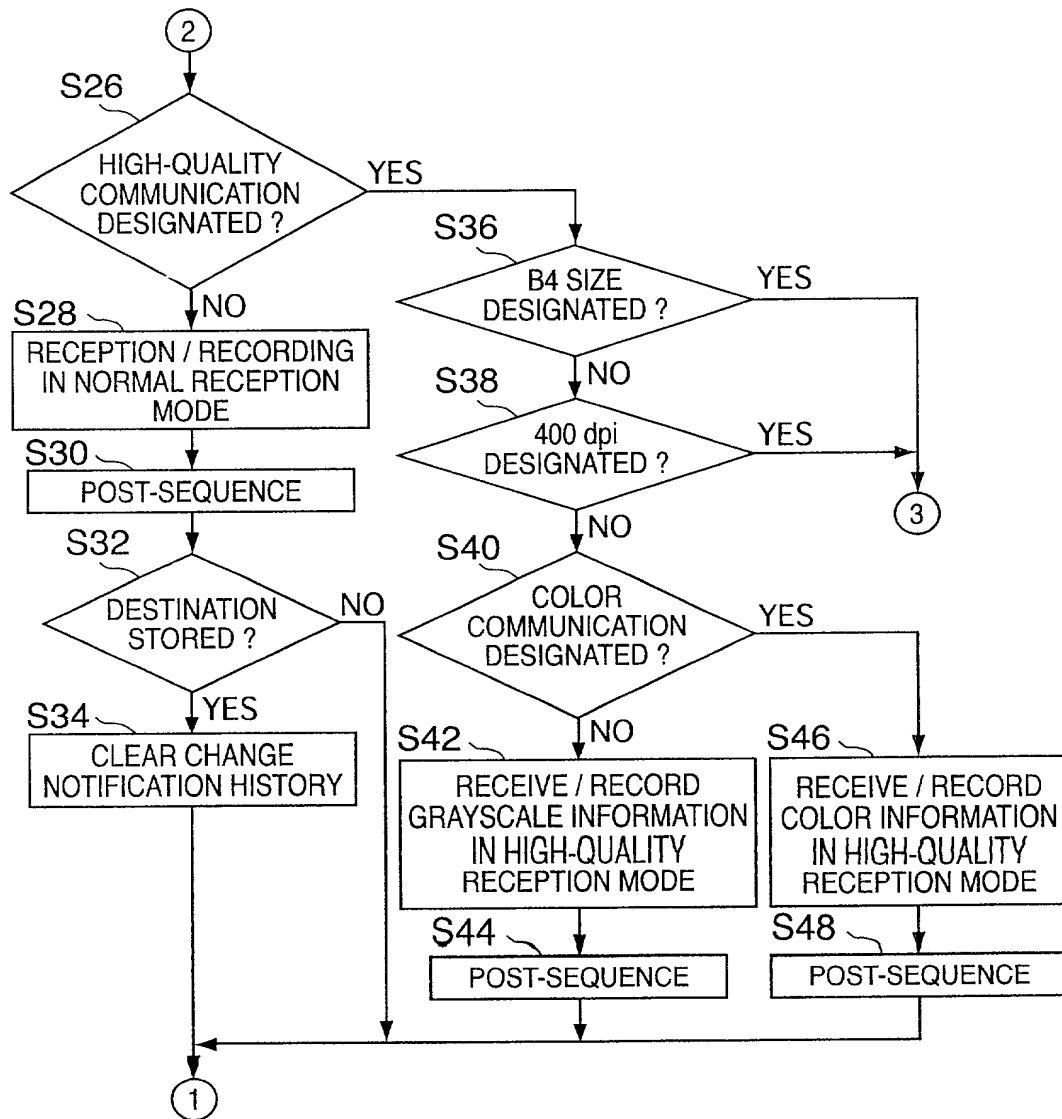 2
S26
HIGH-QUALITY
COMMUNICATION
DESIGNATED ?
YES
NO
S28
RECEPTION / RECORDING
IN NORMAL RECEPTION
MODE
S30
POST-SEQUENCE
S32
DESTINATION
STORED ?
NO
YES
S34
CLEAR CHANGE
NOTIFICATION HISTORY
S36
B4 SIZE
DESIGNATED ?
YES
NO
S38
400 dpi
DESIGNATED ?
YES
3
NO
S40
COLOR
COMMUNICATION
DESIGNATED ?
YES
NO
S42
RECEIVE / RECORD
GRAYSCALE INFORMATION
IN HIGH-QUALITY
RECEPTION MODE
S44
POST-SEQUENCE
S46
RECEIVE / RECORD
COLOR INFORMATION
IN HIGH-QUALITY
RECEPTION MODE
S48
POST-SEQUENCE
1